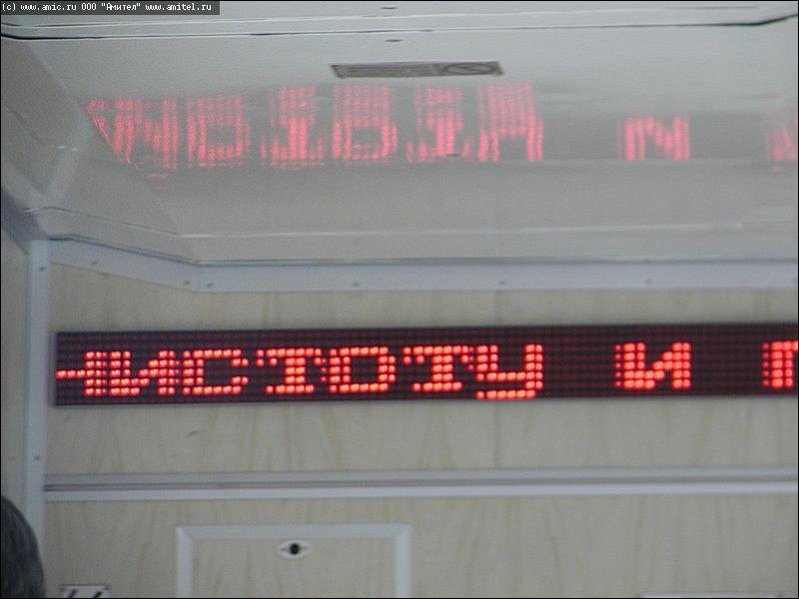 (c) www.amic.ru ООО "Амител" www.amitel.ru
чистоту и